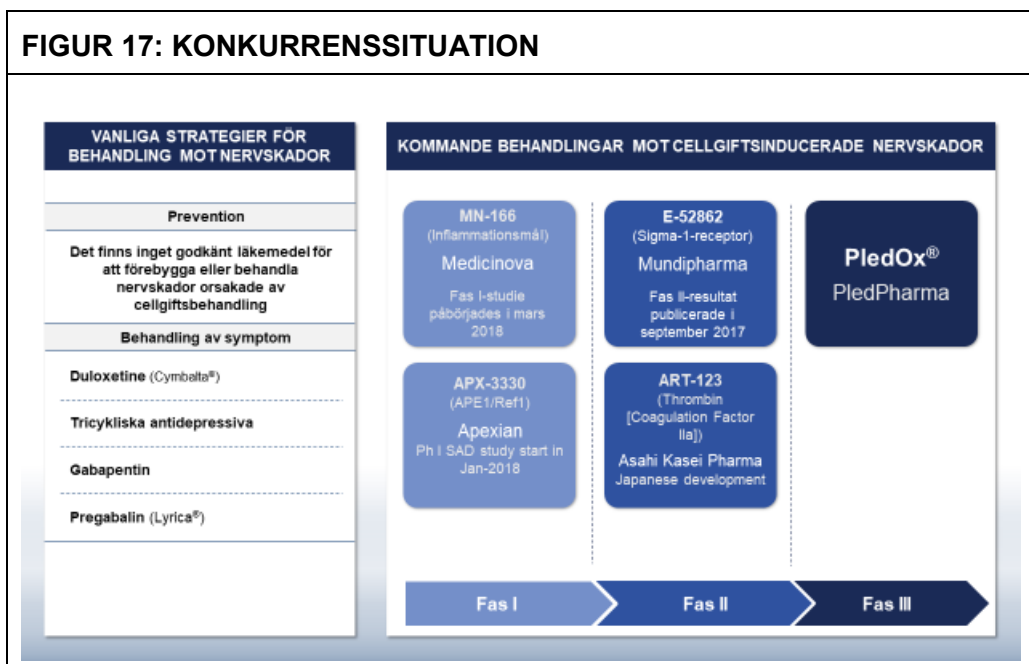 FIGUR 17: KONKURRENSSITUATION
VANLIGA STRATEGIER FÖR
BEHANDLING MOT NERVSKADOR
Prevention
Det finns inget godkänt läkemedel för
att förebygga eller behandla
nervskador orsakade av
cellgiftsbehandling
Behandling av symptom
Duloxetine (Cymbalta®)
Tricykliska antidepressiva
Gabapentin
Pregabalin (Lyrica®)
KOMMANDE BEHANDLINGAR MOT CELLGIFTSINDUCERADE NERVSKADOR
MN-166
(Inflammationsmål)
Medicinova
Fas I-studie
påbörjades i mars
2018
APX-3330
(APE1/Ref1)
Apexian
Ph I SAD study start in
Jan-2018
E-52862
(Sigma-1-receptor)
Mundipharma
Fas II-resultat
publicerade i
september 2017
ART-123
(Thrombin
[Coagulation Factor
IIa])
Asahi Kasei Pharma
Japanese development
PledOx®
PledPharma
Fas I
Fas II
Fas III